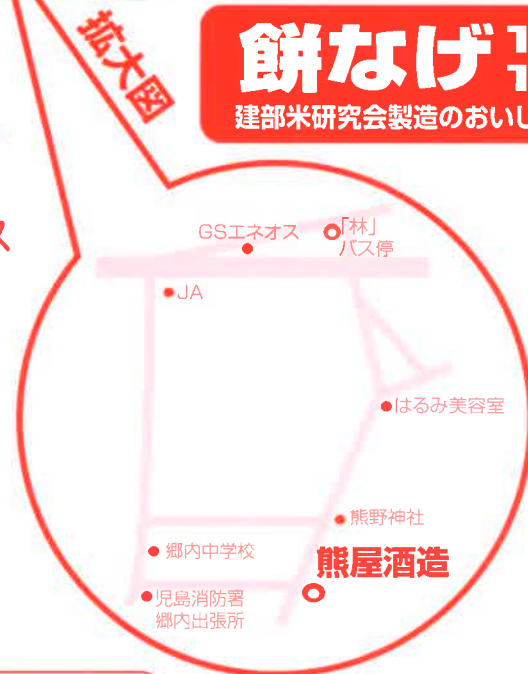 拡大図
餅なげ
建部米研究会製造のおいし
ス
GSエネオス
「林」
バス停
JA
はるみ美容室
熊野神社
郷内中学校
熊屋酒造
児島消防署
郷内出張所